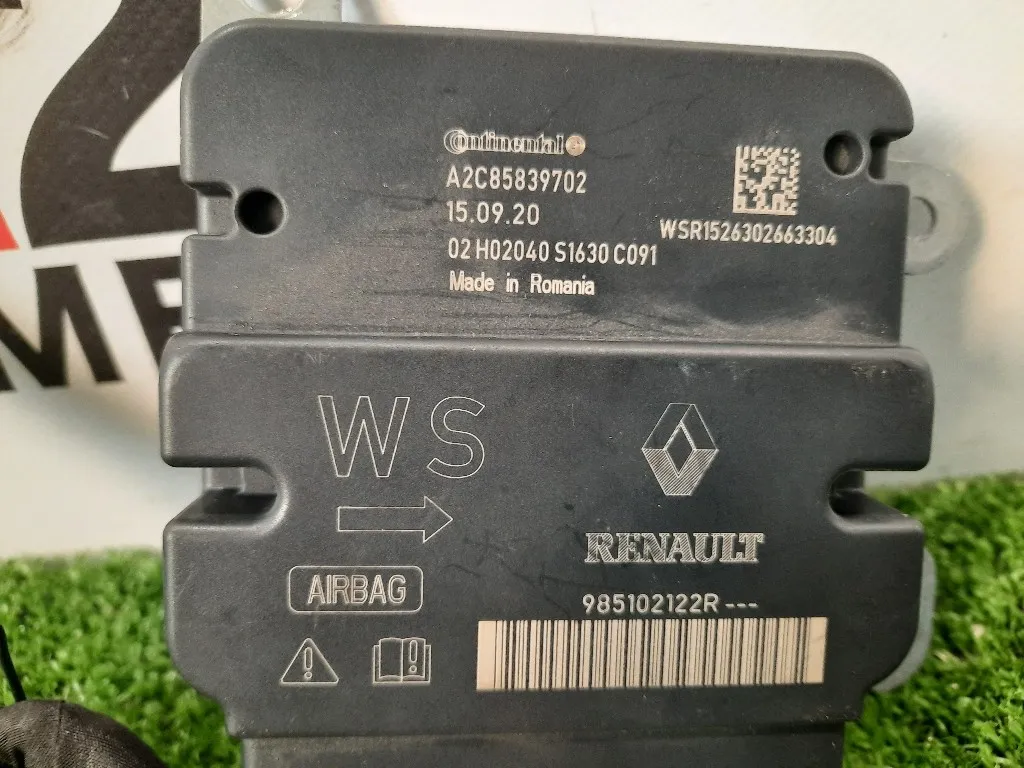 Continental
A2C85839702
15.09.20
02 H02040 S1630 C091
Made in Romania
WSR1526302663304
WS
AIRBAG
RENAULT
985102122R ---